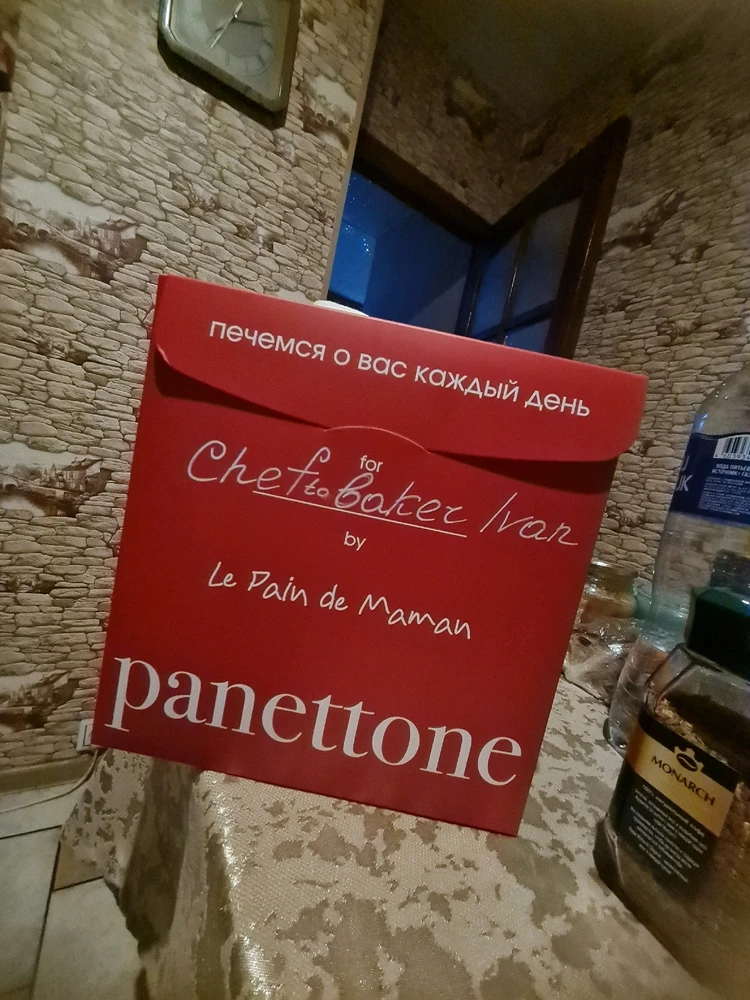 печемся о вас каждый день
for
Chef to baker Ivan
by
Le Pain de Maman
panettone
MONARCH